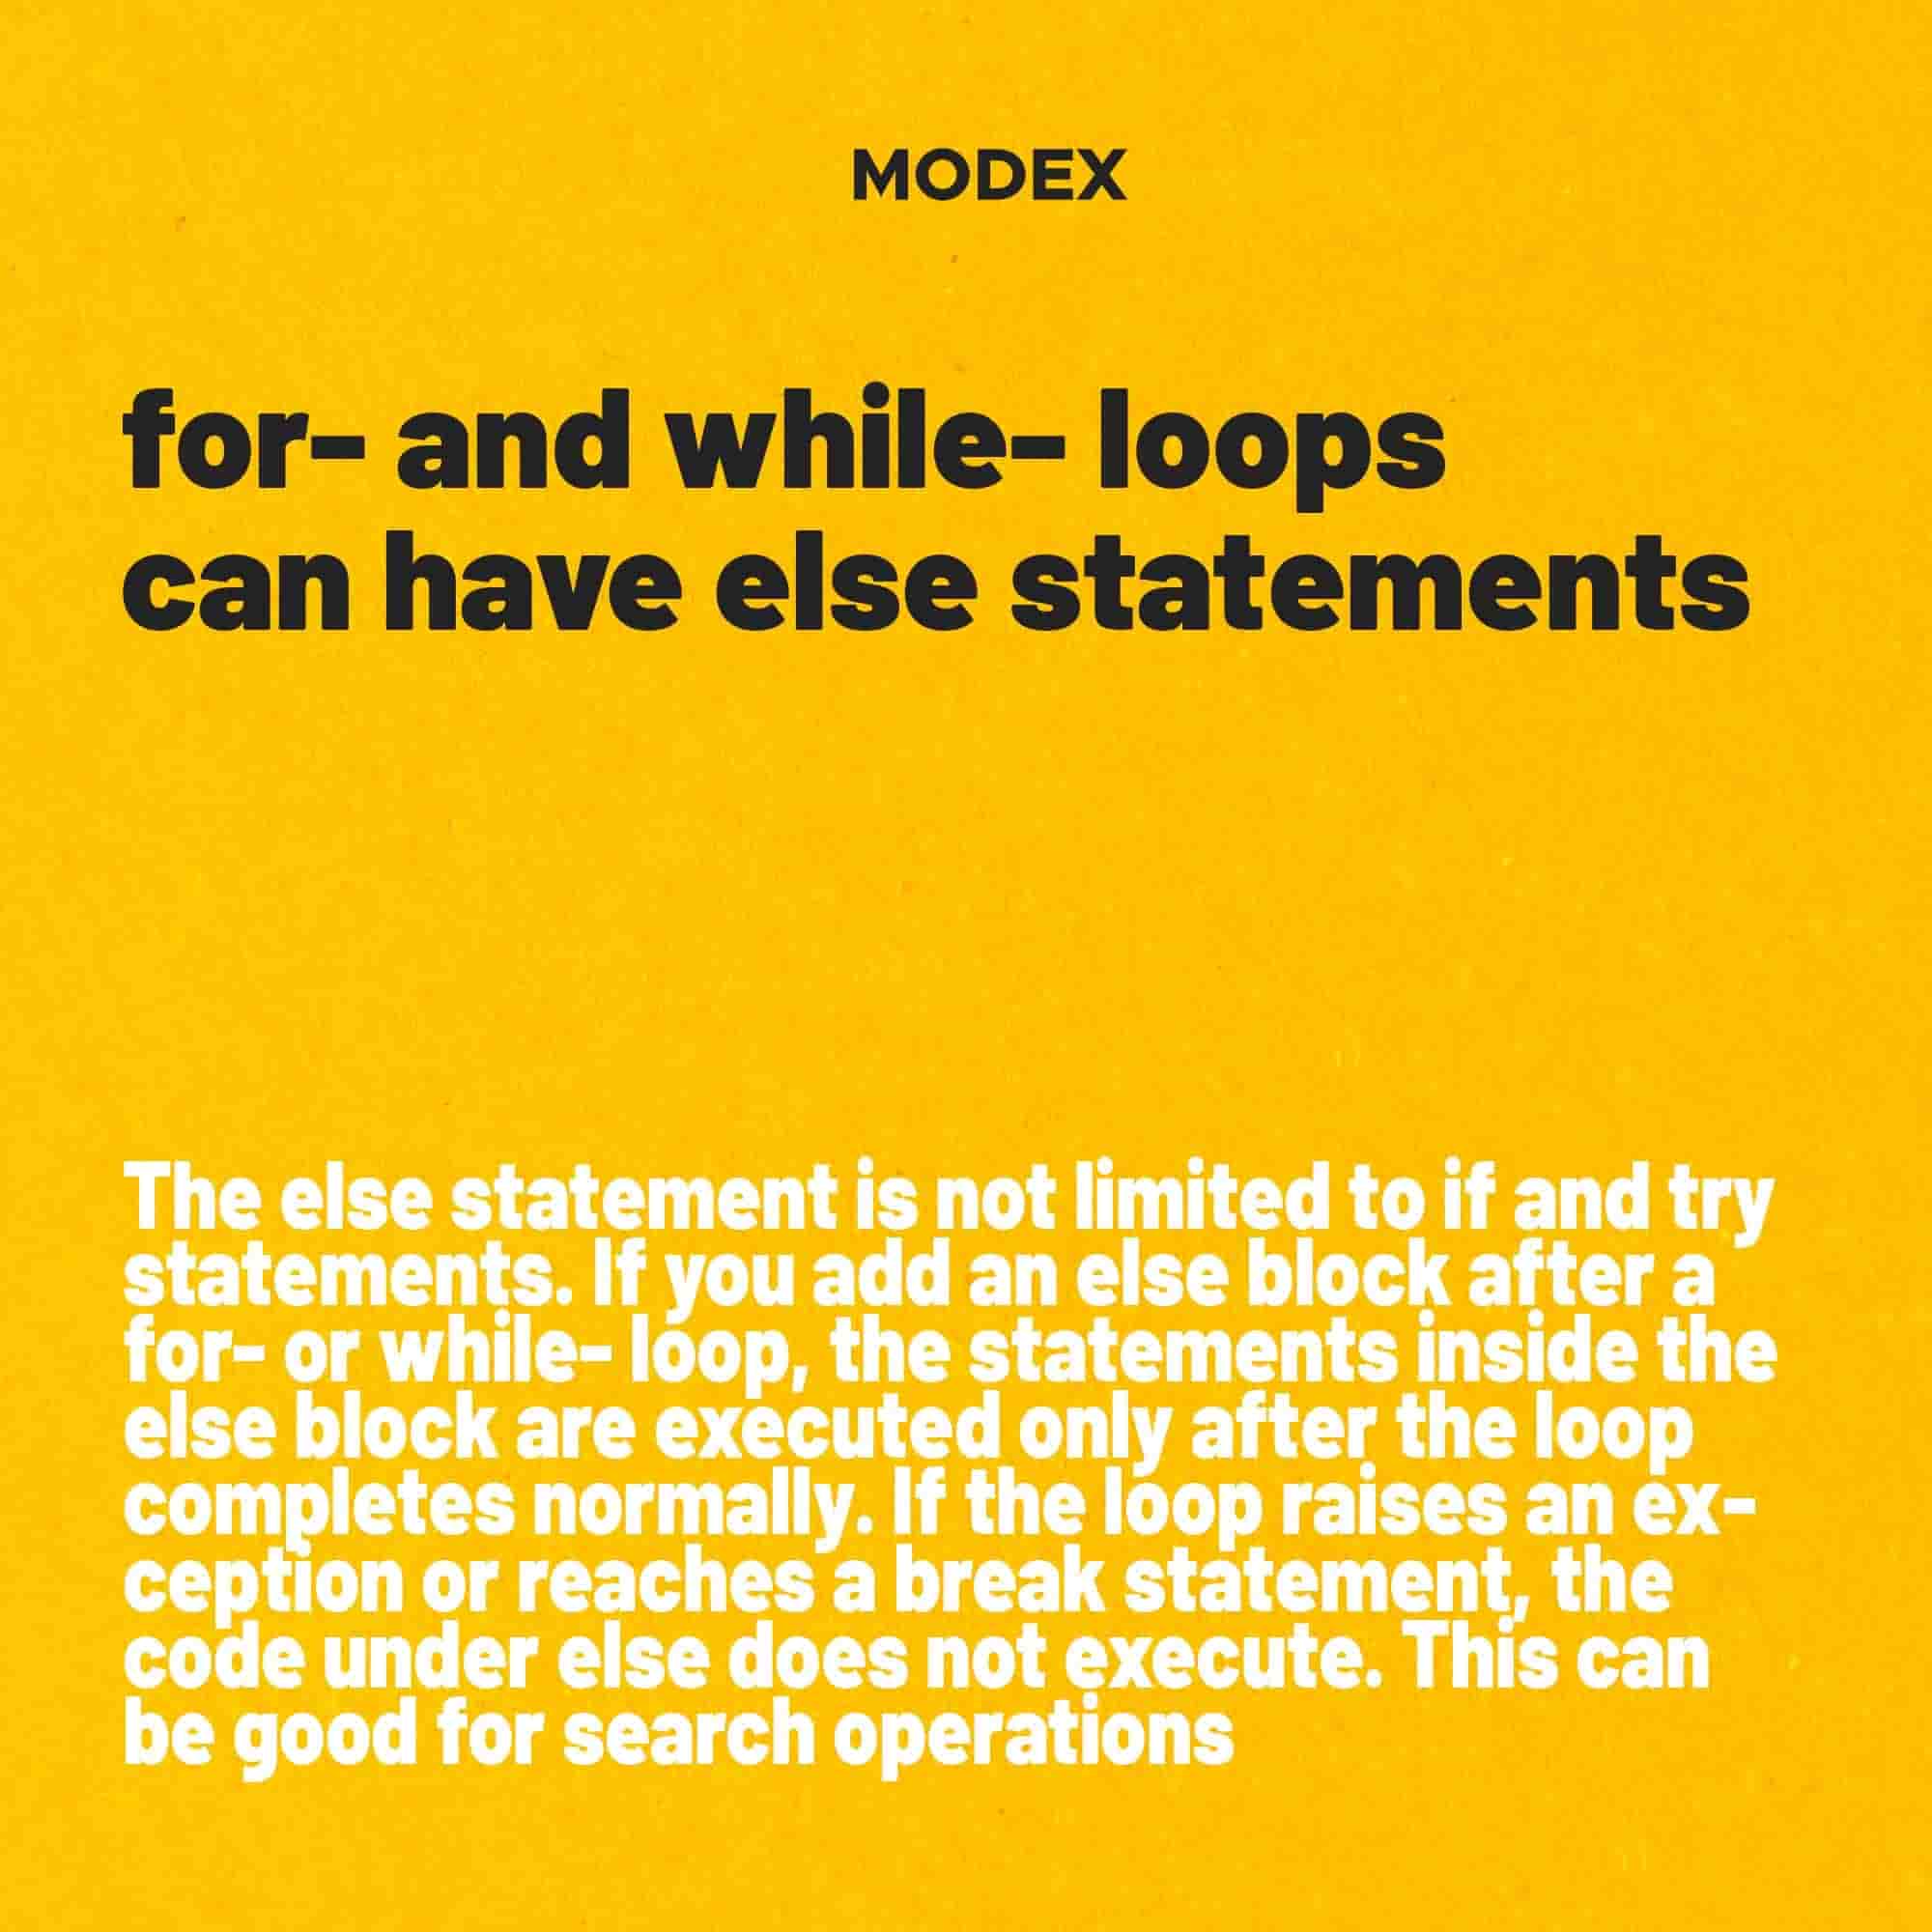 MODEX
for- and while- loops
can have else statements
The else statement is not limited to if and try
statements. If you add an else block after a
for- or while- loop, the statements inside the
else block are executed only after the loop
completes normally. If the loop raises an ex-
ception or reaches a break statement, the
code under else does not execute. This can
be good for search operations